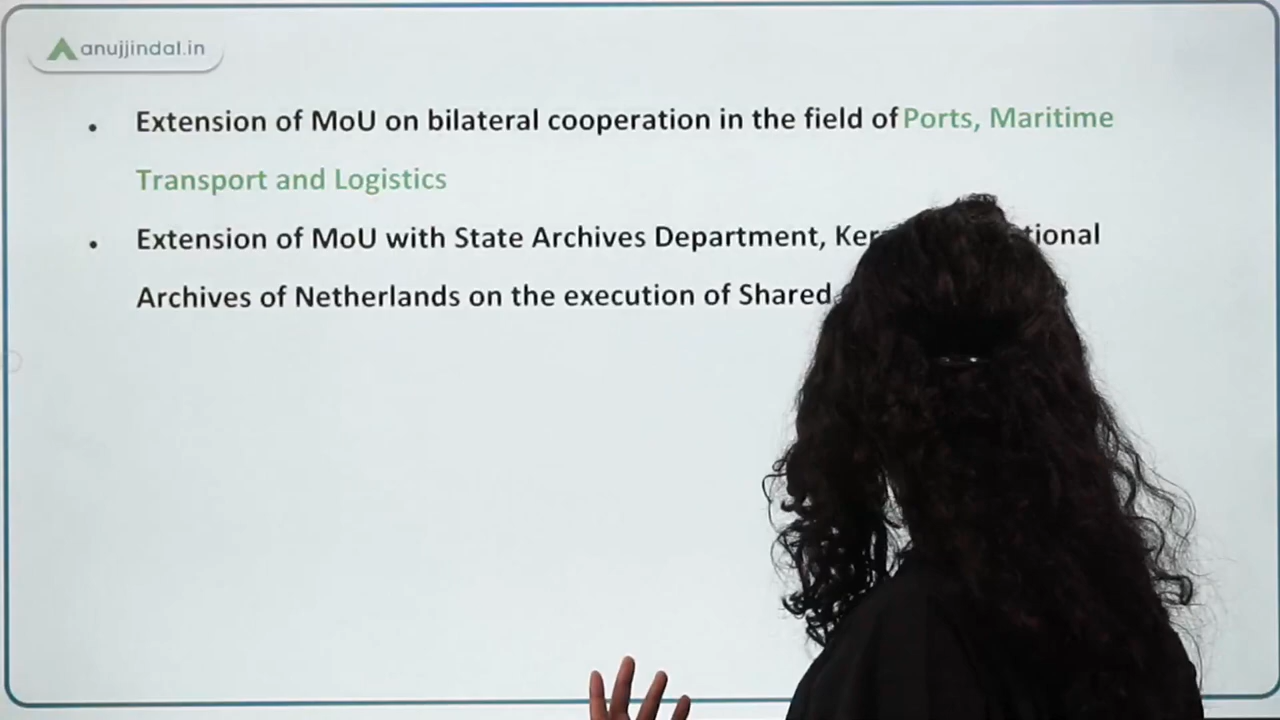 anujjindal.in
Extension of MoU on bilateral cooperation in the field of Ports, Maritime
Transport and Logistics
Extension of MoU with State Archives Department,
Archives of Netherlands on the execution of Shared